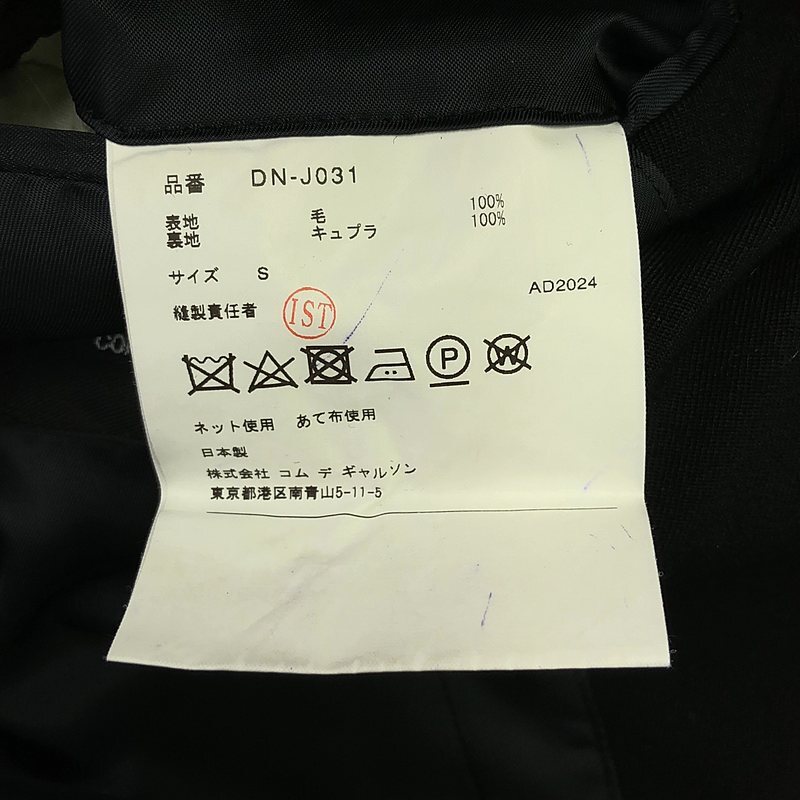 品番 DN-J031
表地 毛 100%
裏地 キュプラ 100%
サイズ S
AD2024
縫製責任者 IST
P W
ネット使用 あて布使用
日本製
株式会社 コム デ ギャルソン
東京都港区南青山5-11-5